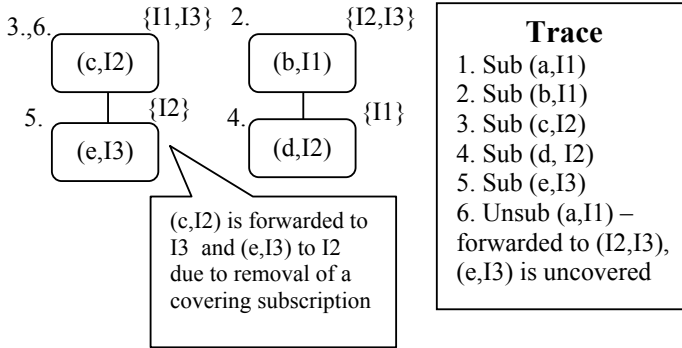 3.,6.
{I1,I3}
(c,I2)
5.
{I2}
(e,I3)
2.
{I2,I3}
(b,I1)
4.
{I1}
(d,I2)
(c,I2) is forwarded to
I3 and (e,I3) to I2
due to removal of a
covering subscription
Trace
1. Sub (a,I1)
2. Sub (b,I1)
3. Sub (c,I2)
4. Sub (d, I2)
5. Sub (e,I3)
6. Unsub (a,I1) –
forwarded to (I2,I3),
(e,I3) is uncovered